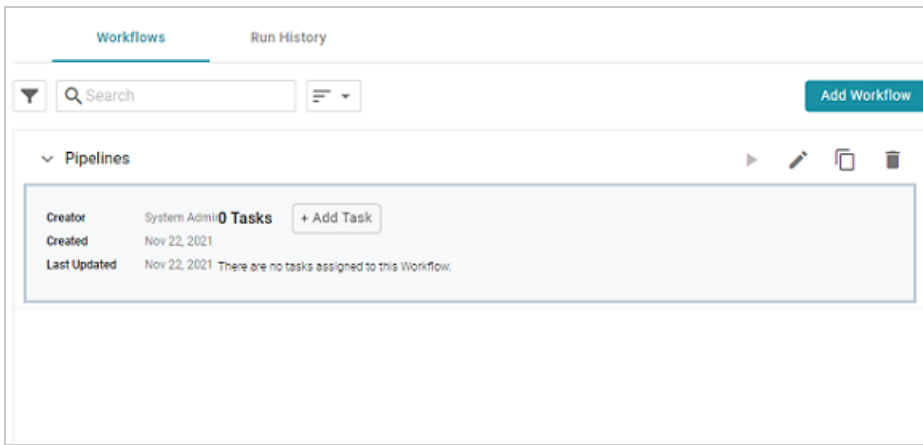 Workflows Run History
Search Add Workflow
Pipelines
Creator System Admin 0 Tasks + Add Task
Created Nov 22, 2021
Last Updated Nov 22, 2021 There are no tasks assigned to this Workflow.